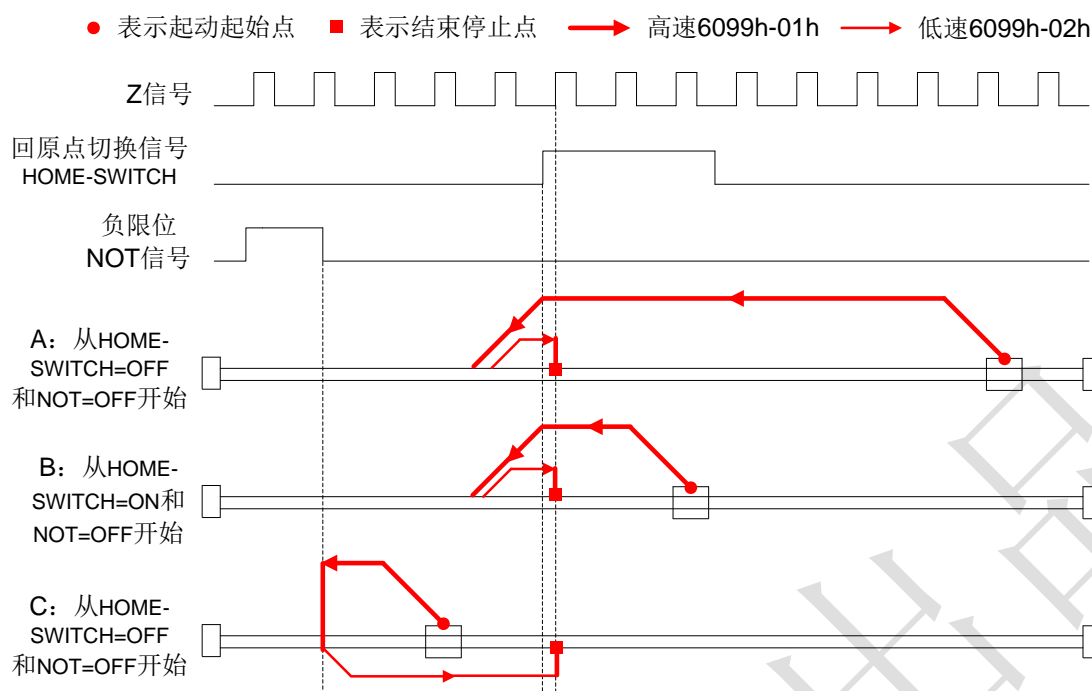 表示起动起始点 表示结束停止点 高速6099h-01h 低速6099h-02h
Z信号
回原点切换信号
HOME-SWITCH
负限位
NOT信号
A：从HOME-
SWITCH=OFF
和NOT=OFF开始
B：从HOME-
SWITCH=ON和
NOT=OFF开始
C：从HOME-
SWITCH=OFF
和NOT=OFF开始